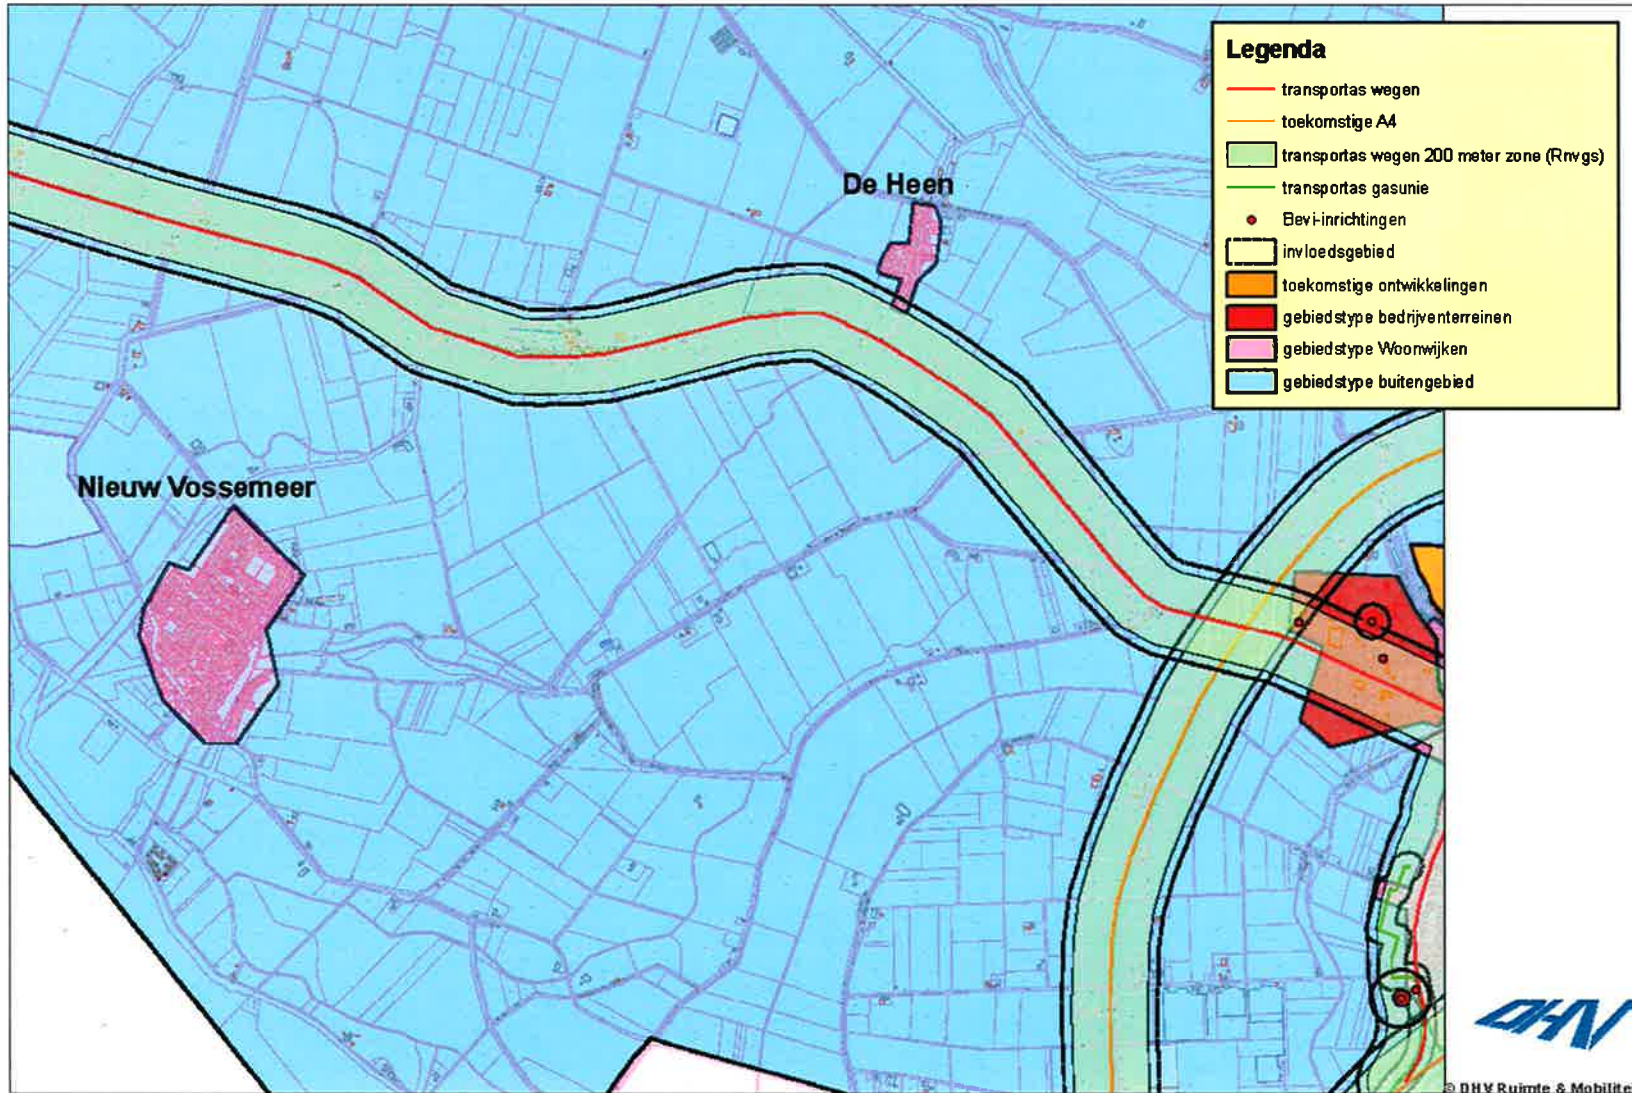 Legenda
transportas wegen
toekomstige A4
transportas wegen 200 meter zone (Rnvgs)
transportas gasunie
Bevi-inrichtingen
invloedsgebied
toekomstige ontwikkelingen
gebiedstype bedrijventerreinen
gebiedstype Woonwijken
gebiedstype buitengebied
De Heen
Nieuw Vossemeer
DHV
© DHV Ruimte & Mobilitei